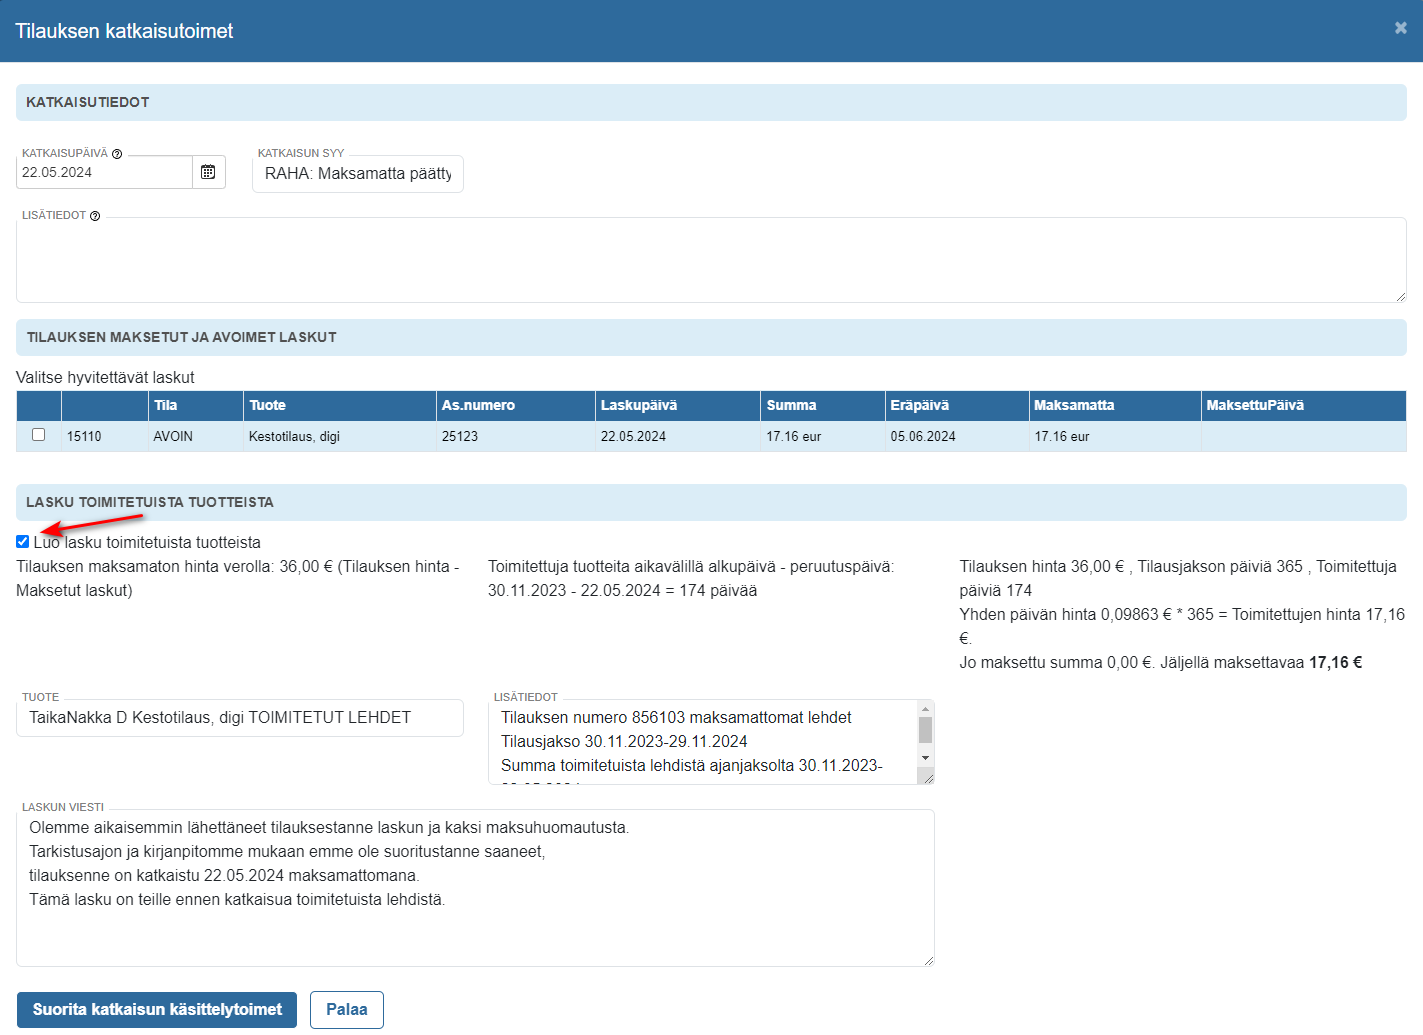 Tilauksen katkaisutoimet
KATKAISUTIEDOT
KATKAISUPÄIVÄ
22.05.2024
KATKAISUN SYY
RAHA: Maksamatta päätty
LISÄTIEDOT
TILAUKSEN MAKSETUT JA AVOIMET LASKUT
Valitse hyvitettävät laskut
Tila Tuote As.numero Laskupäivä Summa Eräpäivä Maksamatta MaksettuPäivä
15110 AVOIN Kestotilaus, digi 25123 22.05.2024 17.16 eur 05.06.2024 17.16 eur
LASKU TOIMITETUISTA TUOTTEISTA
Luo lasku toimitetuista tuotteista
Tilauksen maksamaton hinta verolla: 36,00 € (Tilauksen hinta -
Maksetut laskut)
Toimitettuja tuotteita aikavälillä alkupäivä - peruutuspäivä:
30.11.2023 - 22.05.2024 = 174 päivää
Tilauksen hinta 36,00 € , Tilausjakson päiviä 365 , Toimitettuja
päiviä 174
Yhden päivän hinta 0,09863 € * 365 = Toimitettujen hinta 17,16
€.
Jo maksettu summa 0,00 €. Jäljellä maksettavaa 17,16 €
TUOTE
TaikaNakka D Kestotilaus, digi TOIMITETUT LEHDET
LISÄTIEDOT
Tilauksen numero 856103 maksamattomat lehdet
Tilausjakso 30.11.2023-29.11.2024
Summa toimitetuista lehdistä ajanjaksolta 30.11.2023-
LASKUN VIESTI
Olemme aikaisemmin lähettäneet tilauksestanne laskun ja kaksi maksuhuomautusta.
Tarkistusajon ja kirjanpitomme mukaan emme ole suoritustanne saaneet,
tilauksenne on katkaistu 22.05.2024 maksamattomana.
Tämä lasku on teille ennen katkaisua toimitetuista lehdistä.
Suorita katkaisun käsittelytoimet
Palaa